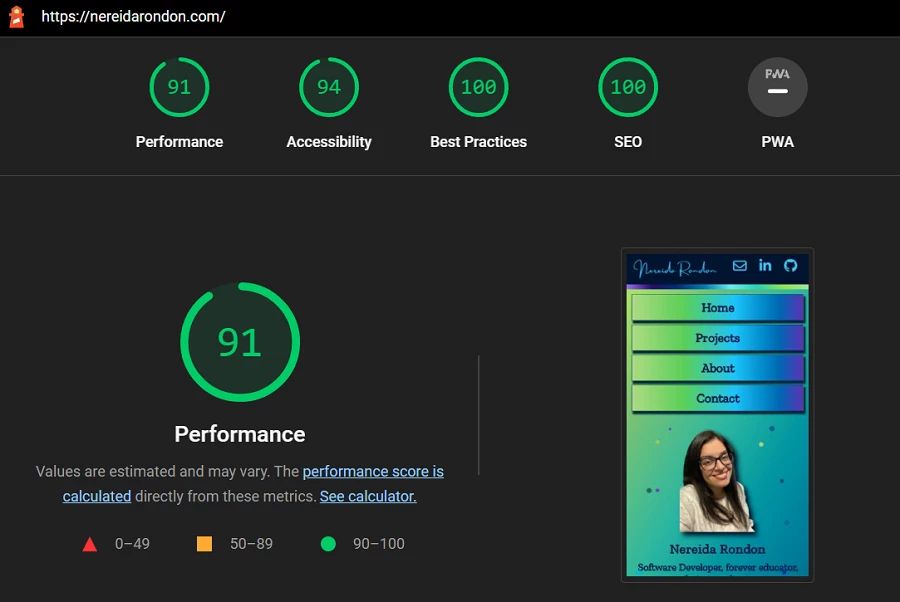 https://nereidarondon.com/
91
94
100
100
PWA
Performance
Accessibility
Best Practices
SEO
PWA
91
Performance
Values are estimated and may vary. The performance score is
calculated directly from these metrics. See calculator.
0–49
50–89
90–100
Nereida Rondon
in
Home
Projects
About
Contact
Nereida Rondon
Software Developer, forever educator,